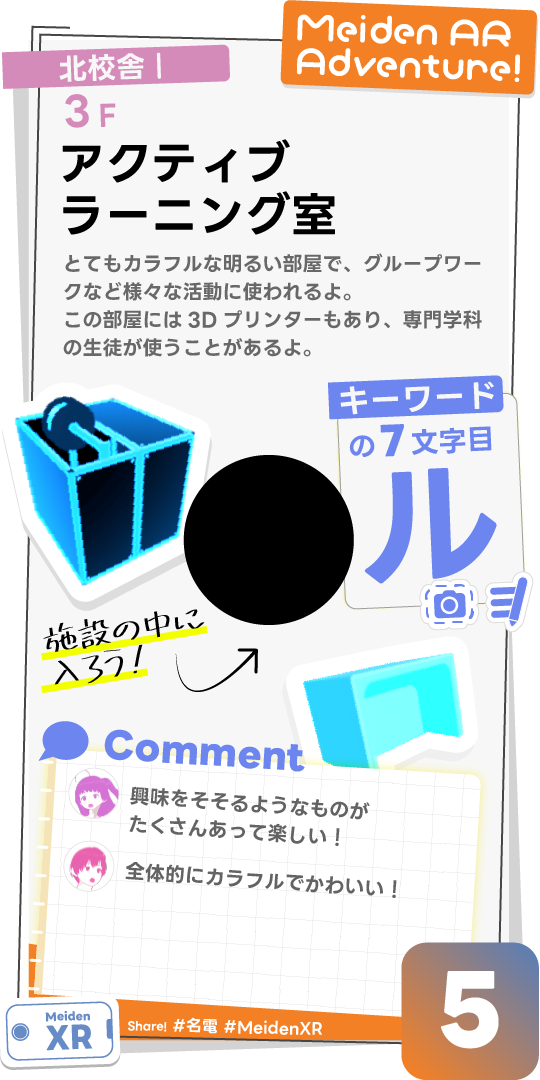 Meiden AR
Adventure!
北校舎 |
3 F
アクティブ
ラーニング室
とてもカラフルな明るい部屋で、グループワー
クなど様々な活動に使われるよ。
この部屋には 3D プリンターもあり、専門学科
の生徒が使うことがあるよ。
キーワード
の 7 文字目
ル
施設の中に
入ろう!
Comment
興味をそそるようなものが
たくさんあって楽しい!
全体的にカラフルでかわいい!
Meiden
XR
Share! #名電 #MeidenXR
5